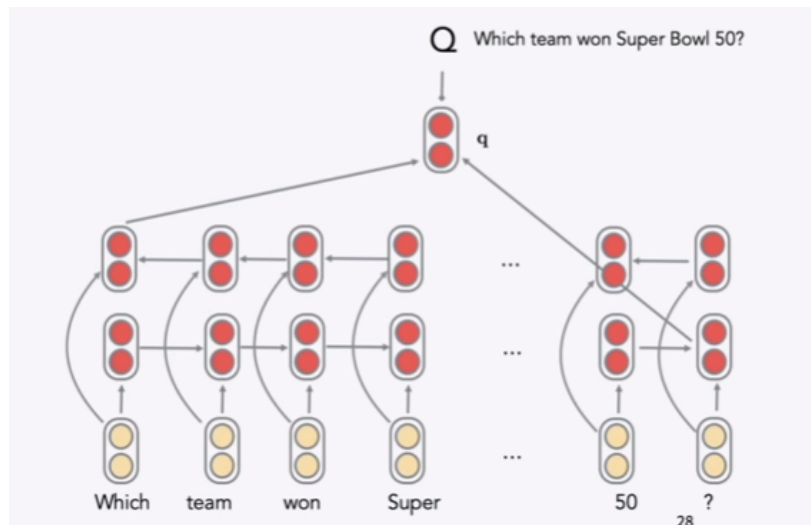 Q Which team won Super Bowl 50?
q
...
...
...
Which team won Super 50 ?
28